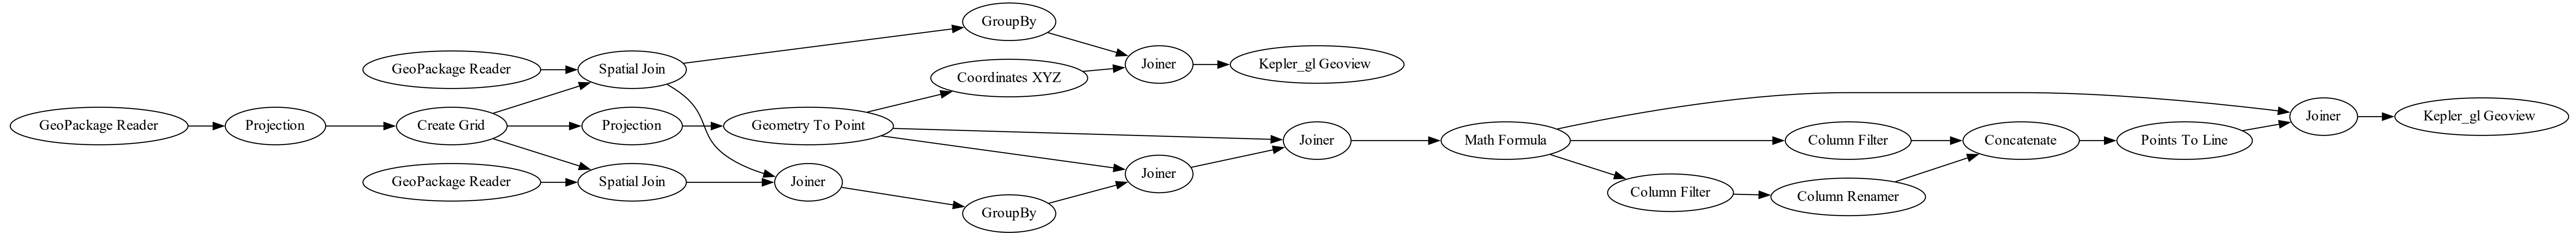 GroupBy
GeoPackage Reader
Spatial Join
Joiner
Kepler_gl Geoview
Coordinates XYZ
GeoPackage Reader
Projection
Create Grid
Projection
Geometry To Point
Joiner
Math Formula
Column Filter
Concatenate
Points To Line
Joiner
Kepler_gl Geoview
GeoPackage Reader
Spatial Join
Joiner
Joiner
GroupBy
Column Filter
Column Renamer